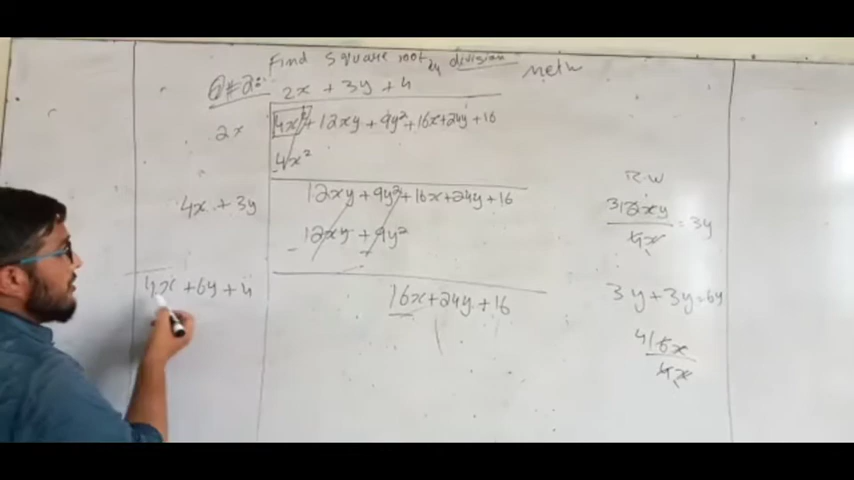 Find square root by division
Q#2:
2x + 3y + 4
2x
4x² + 12xy + 9y² + 16x + 24y + 16
4x²
R.W
12xy + 9y² + 16x + 24y + 16
4x + 3y
12xy / 4x = 3y
- 12xy + 9y²
4x + 6y + 4
16x + 24y + 16
3y + 3y = 6y
4 16x / 4x